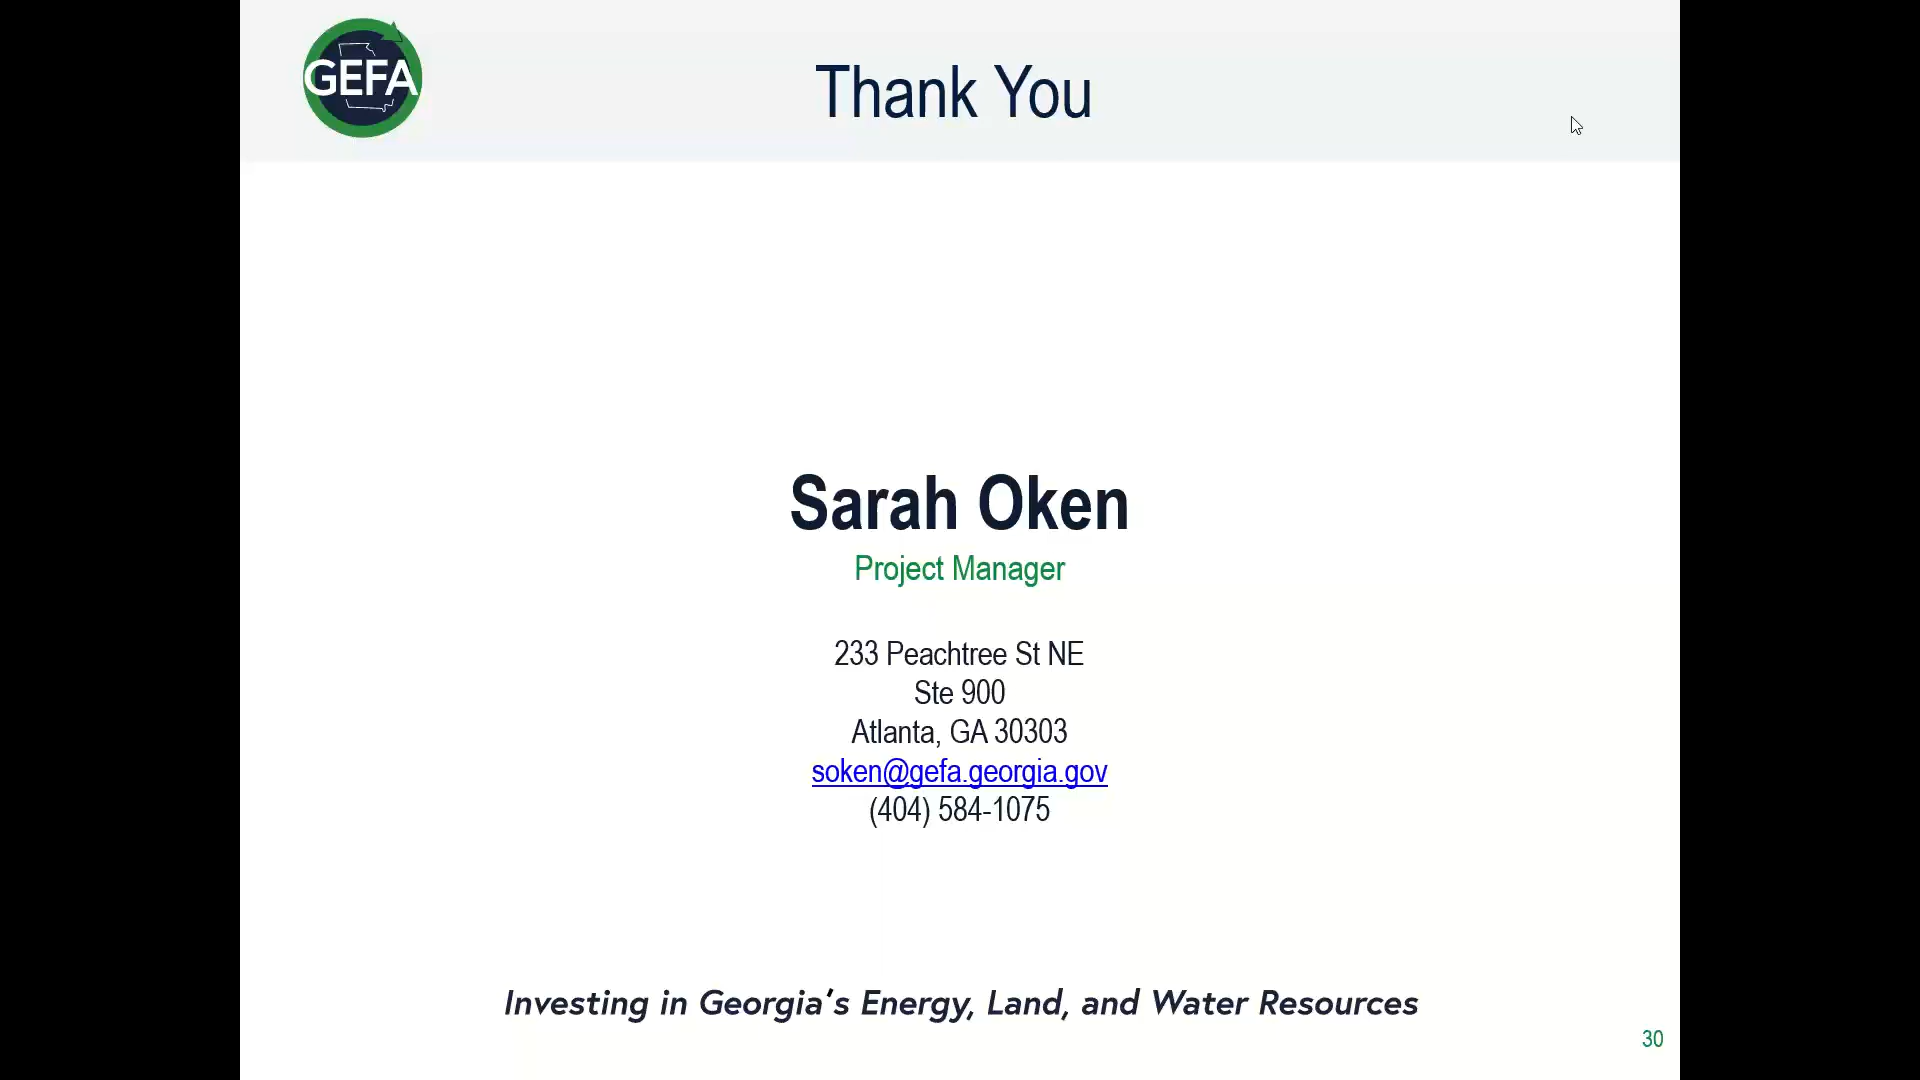 GEFA
Thank You
Sarah Oken
Project Manager
233 Peachtree St NE
Ste 900
Atlanta, GA 30303
soken@gefa.georgia.gov
(404) 584-1075
Investing in Georgia's Energy, Land, and Water Resources
30